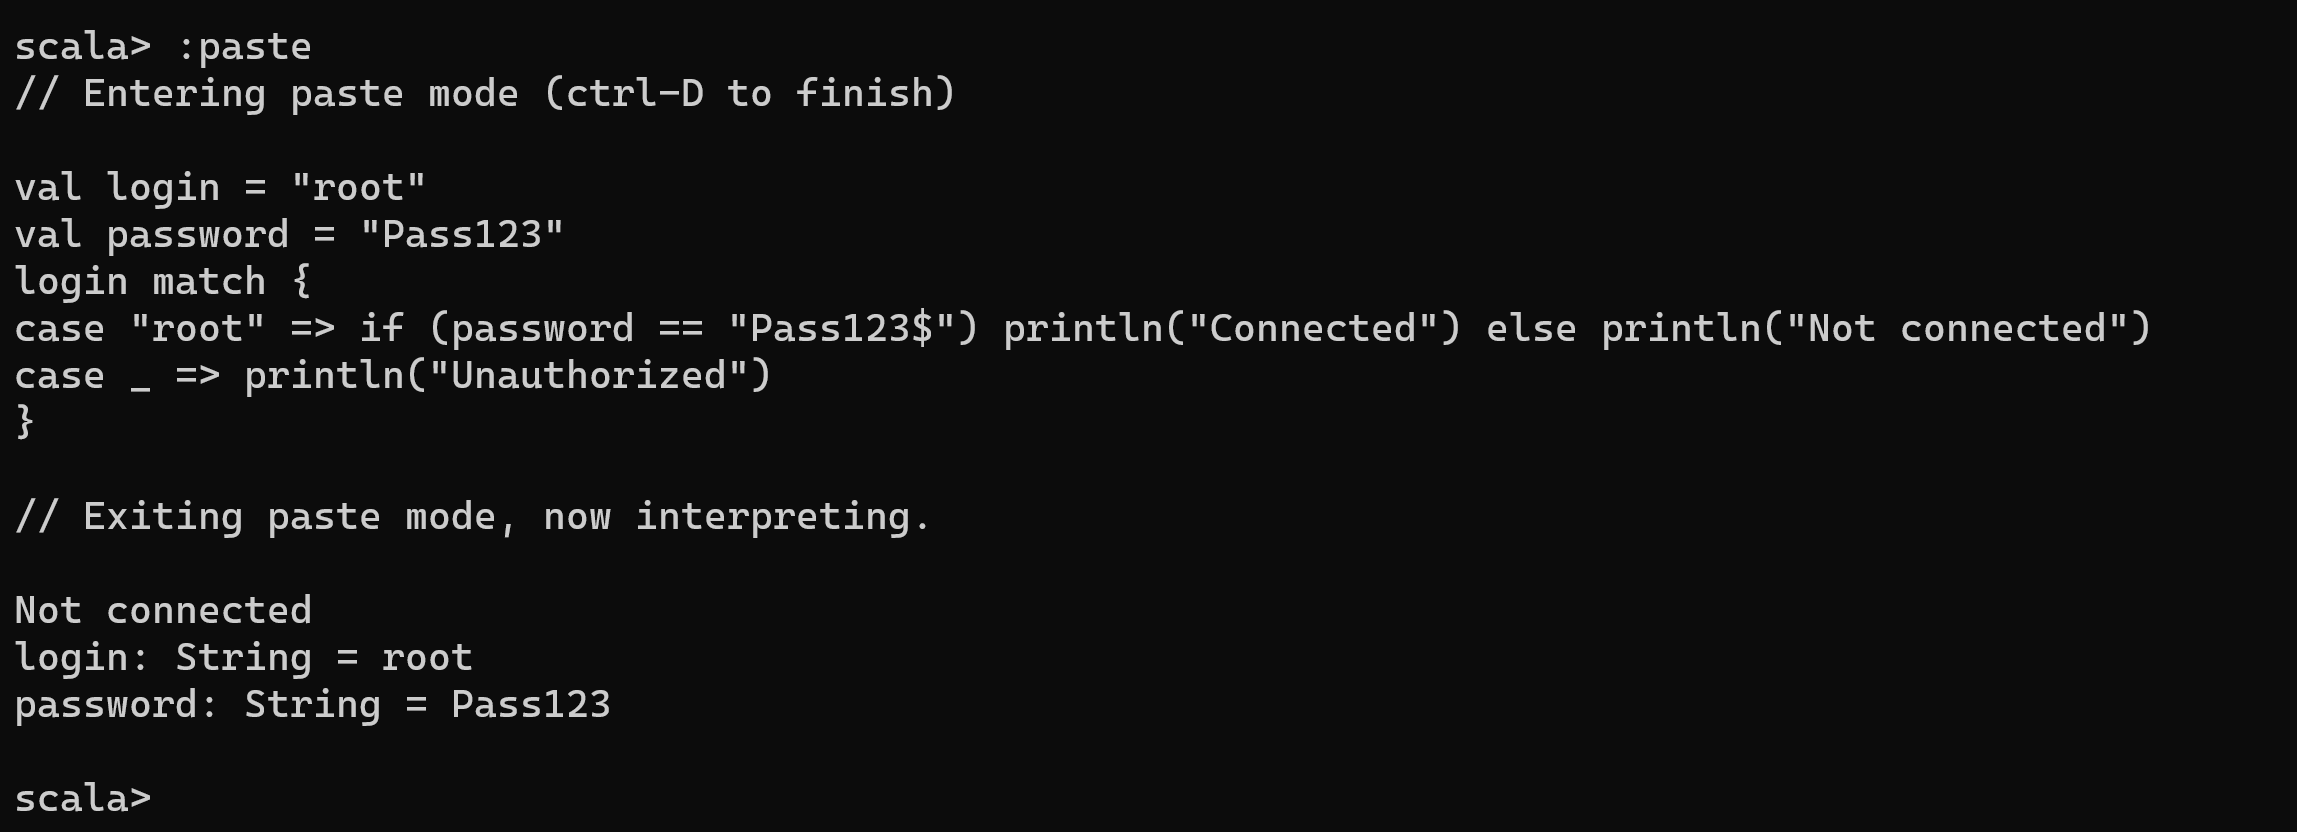 scala> :paste
// Entering paste mode (ctrl-D to finish)
val login = "root"
val password = "Pass123"
login match {
case "root" => if (password == "Pass123$") println("Connected") else println("Not connected")
case _ => println("Unauthorized")
}
// Exiting paste mode, now interpreting.
Not connected
login: String = root
password: String = Pass123
scala>